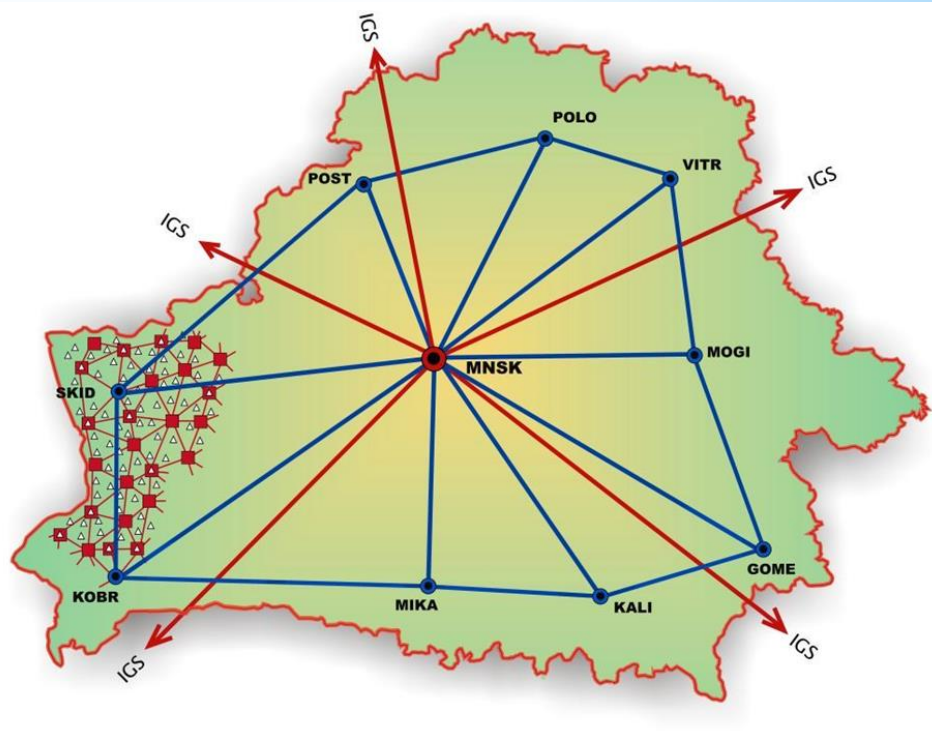 IGS
POLO
VITR
POST
IGS
IGS
MOGI
MNSK
SKID
GOME
KOBR
MIKA
KALI
IGS
IGS